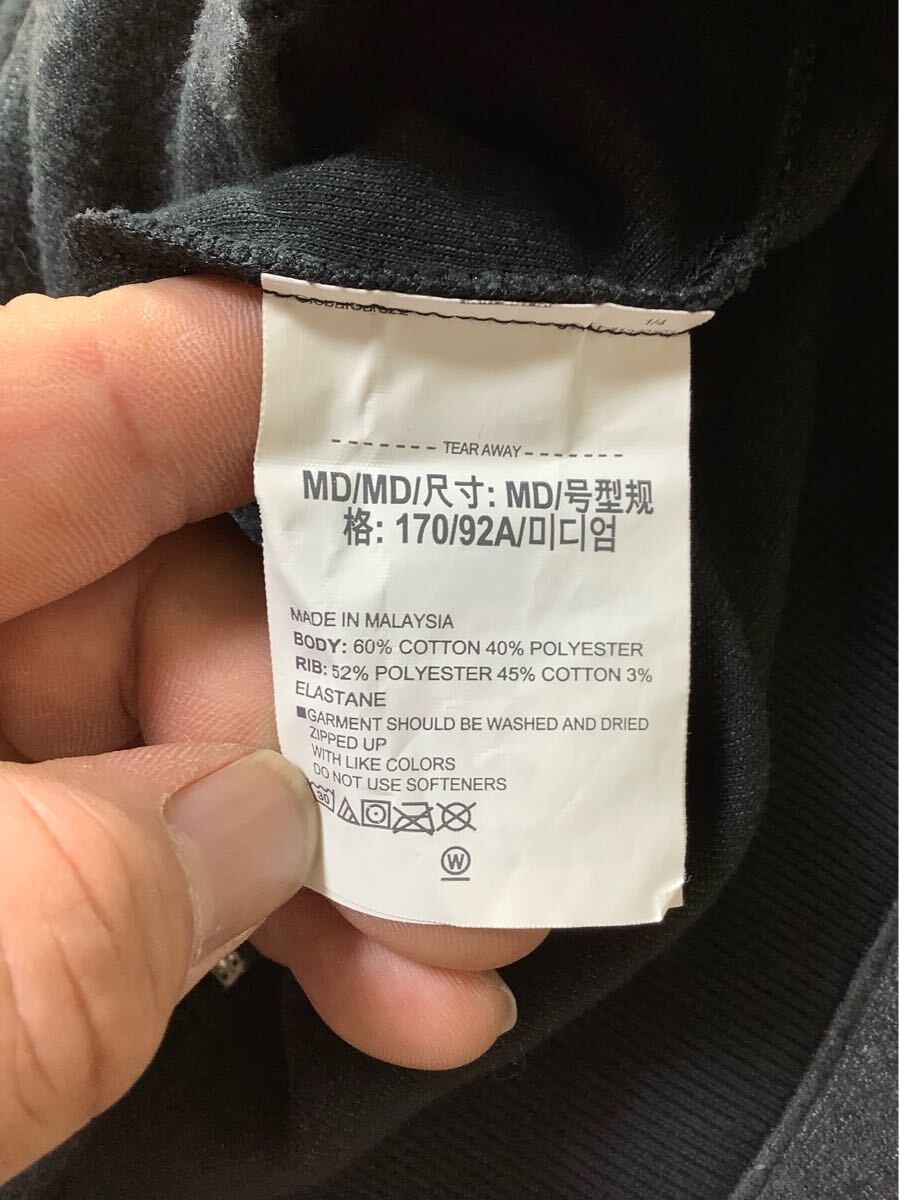 1/4
TEAR AWAY
MD/MD/尺寸: MD/号型规
格: 170/92A/미디엄
MADE IN MALAYSIA
BODY: 60% COTTON 40% POLYESTER
RIB: 52% POLYESTER 45% COTTON 3%
ELASTANE
■GARMENT SHOULD BE WASHED AND DRIED
ZIPPED UP
WITH LIKE COLORS
DO NOT USE SOFTENERS
30
W